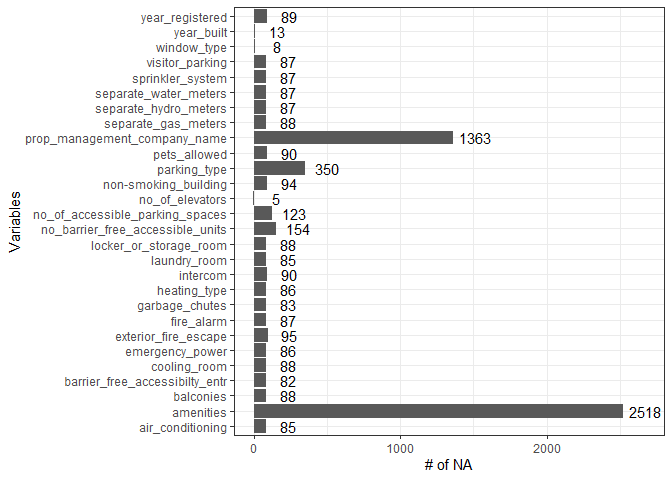 Variables
year_registered 89
year_built 13
window_type 8
visitor_parking 87
sprinkler_system 87
separate_water_meters 87
separate_hydro_meters 87
separate_gas_meters 88
prop_management_company_name 1363
pets_allowed 90
parking_type 350
non-smoking_building 94
no_of_elevators 5
no_of_accessible_parking_spaces 123
no_barrier_free_accessible_units 154
locker_or_storage_room 88
laundry_room 85
intercom 90
heating_type 86
garbage_chutes 83
fire_alarm 87
exterior_fire_escape 95
emergency_power 86
cooling_room 88
barrier_free_accessibilty_entr 82
balconies 88
amenities 2518
air_conditioning 85
0 1000 2000
# of NA